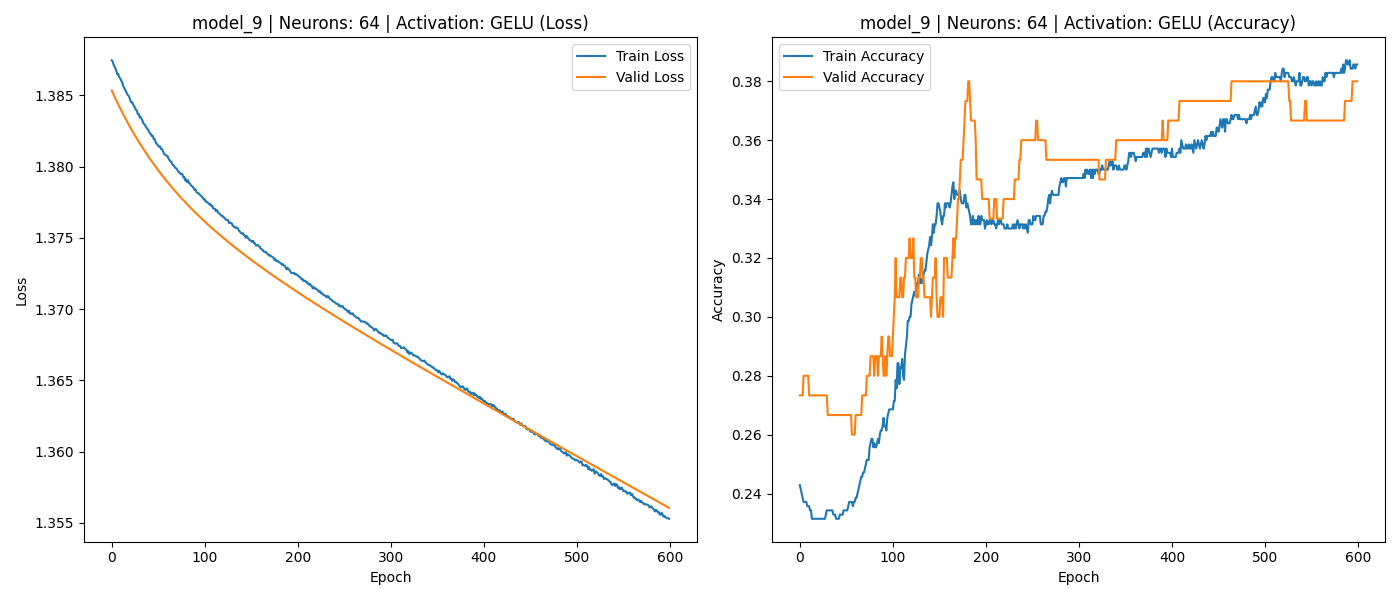 model_9 | Neurons: 64 | Activation: GELU (Loss)
Train Loss
Valid Loss
1.385
1.380
1.375
1.370
1.365
1.360
1.355
Loss
0
100
200
300
400
500
600
Epoch
model_9 | Neurons: 64 | Activation: GELU (Accuracy)
Train Accuracy
Valid Accuracy
0.38
0.36
0.34
0.32
0.30
0.28
0.26
0.24
Accuracy
0
100
200
300
400
500
600
Epoch